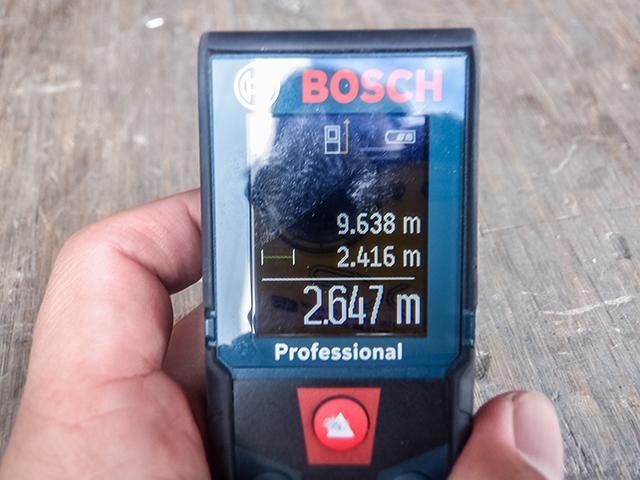 BOSCH
9.638 m
2.416 m
2.647 m
Professional